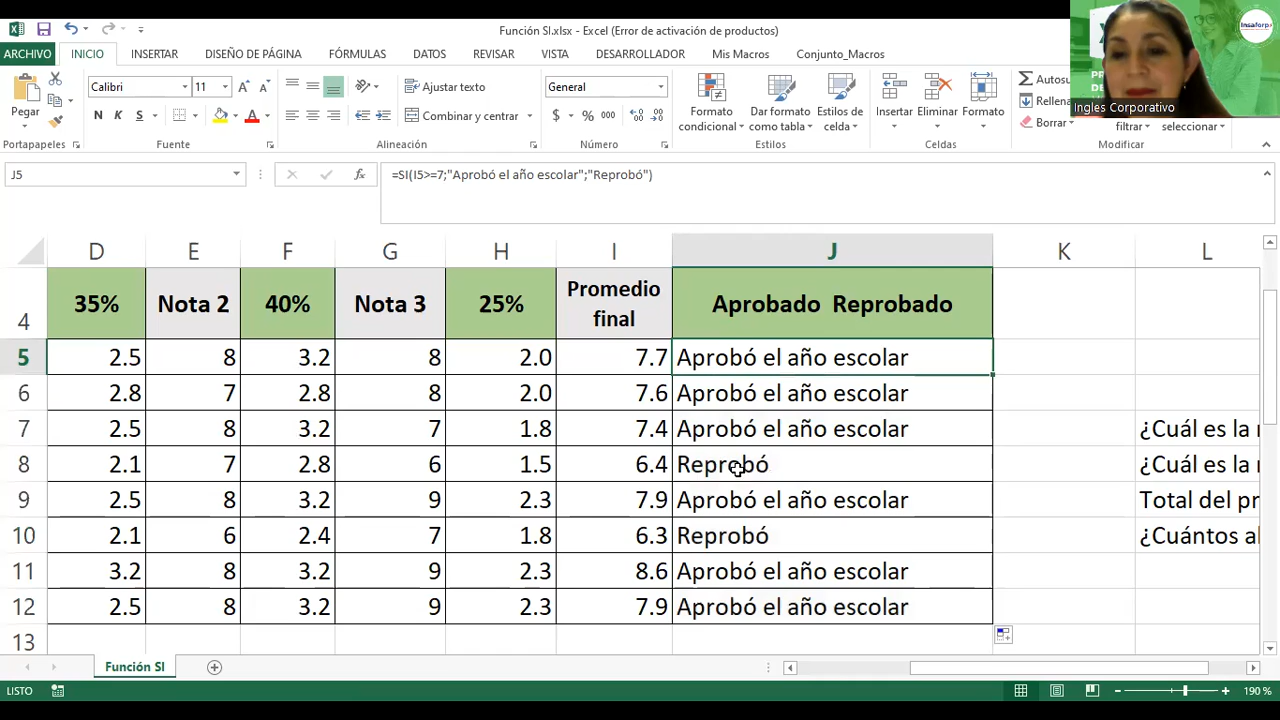 Función SI.xlsx - Excel (Error de activación de productos)
ARCHIVO INICIO INSERTAR DISEÑO DE PÁGINA FÓRMULAS DATOS REVISAR VISTA DESARROLLADOR Mis Macros Conjunto_Macros
Insaforp
Ingles Corporativo
Pegar
Calibri 11
N K S
Ajustar texto
Combinar y centrar
General
$ % 000
Formato condicional
Dar formato como tabla
Estilos de celda
Insertar Eliminar Formato
Autosu
Rellena
Borrar
filtrar seleccionar
Portapapeles Fuente Alineación Número Estilos Celdas Modificar
J5 fx =SI(I5>=7;"Aprobó el año escolar";"Reprobó")
D E F G H I J K L
4 35% Nota 2 40% Nota 3 25% Promedio final Aprobado Reprobado
5 2.5 8 3.2 8 2.0 7.7 Aprobó el año escolar
6 2.8 7 2.8 8 2.0 7.6 Aprobó el año escolar
7 2.5 8 3.2 7 1.8 7.4 Aprobó el año escolar ¿Cuál es la
8 2.1 7 2.8 6 1.5 6.4 Reprobó ¿Cuál es la
9 2.5 8 3.2 9 2.3 7.9 Aprobó el año escolar Total del pr
10 2.1 6 2.4 7 1.8 6.3 Reprobó ¿Cuántos al
11 3.2 8 3.2 9 2.3 8.6 Aprobó el año escolar
12 2.5 8 3.2 9 2.3 7.9 Aprobó el año escolar
13
Función SI
LISTO 190 %